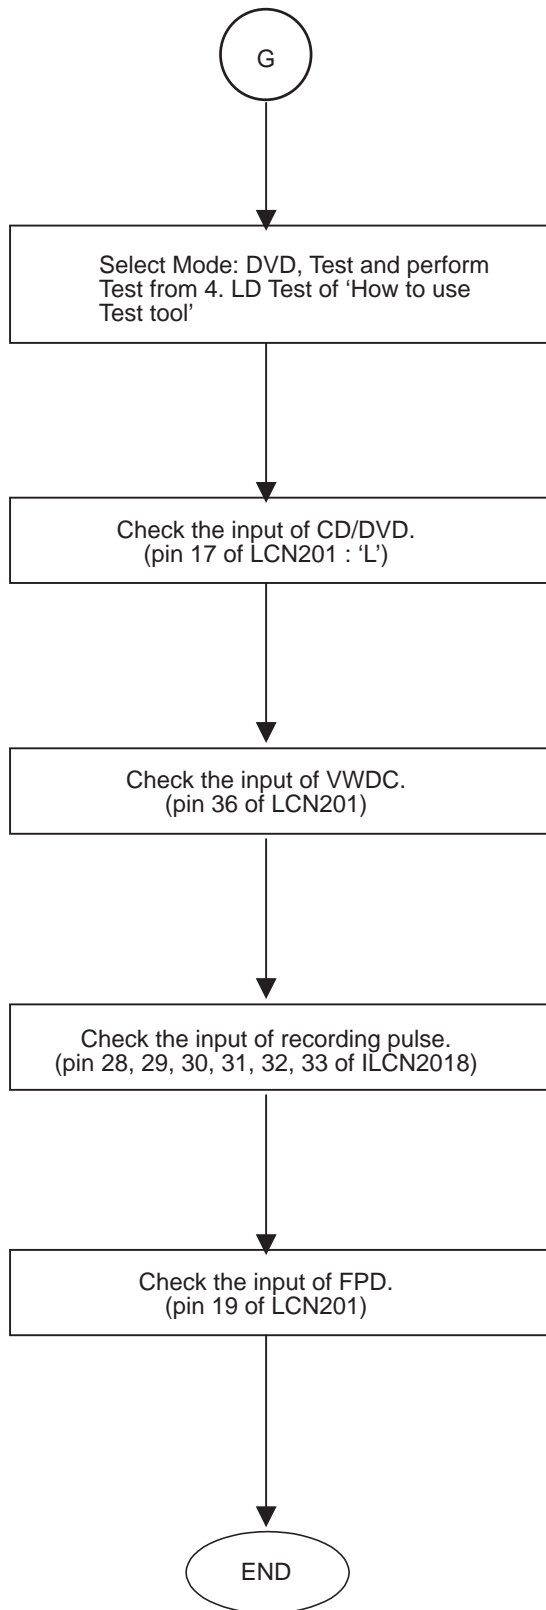 G
Select Mode: DVD, Test and perform
Test from 4. LD Test of ‘How to use
Test tool’
Check the input of CD/DVD.
(pin 17 of LCN201 : ‘L’)
Check the input of VWDC.
(pin 36 of LCN201)
Check the input of recording pulse.
(pin 28, 29, 30, 31, 32, 33 of ILCN2018)
Check the input of FPD.
(pin 19 of LCN201)
END